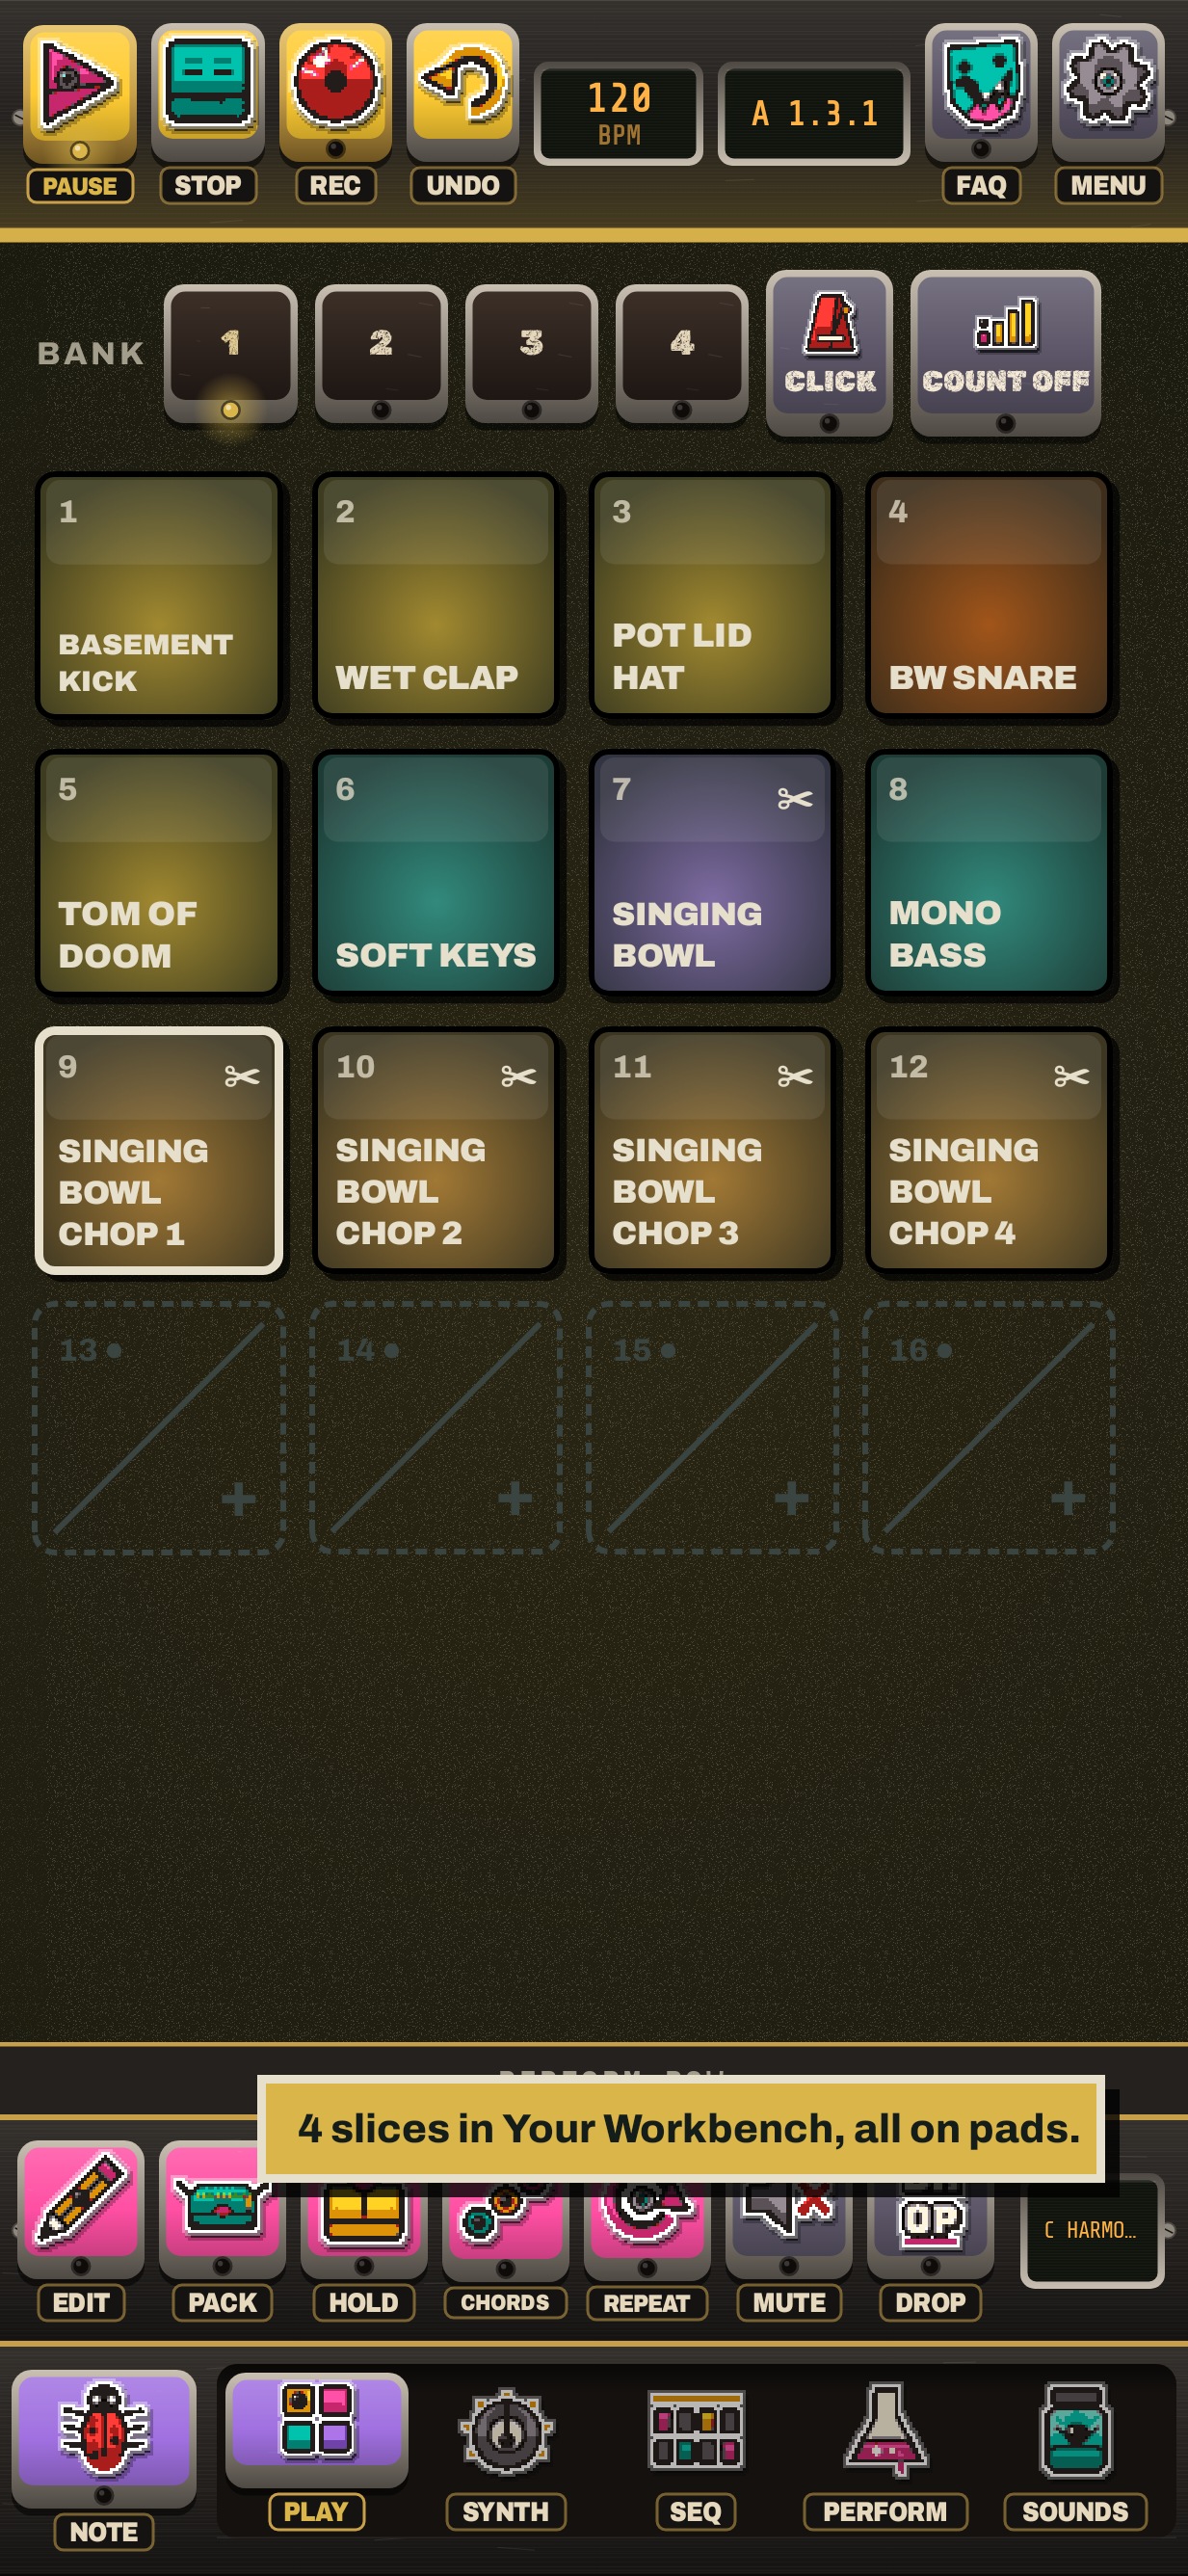 PAUSE
STOP
REC
UNDO
120
BPM
A 1.3.1
FAQ
MENU
BANK
1
2
3
4
CLICK
COUNT OFF
1
BASEMENT
KICK
2
WET CLAP
3
POT LID
HAT
4
BW SNARE
5
TOM OF
DOOM
6
SOFT KEYS
7
SINGING
BOWL
8
MONO
BASS
9
SINGING
BOWL
CHOP 1
10
SINGING
BOWL
CHOP 2
11
SINGING
BOWL
CHOP 3
12
SINGING
BOWL
CHOP 4
13
14
15
16
4 slices in Your Workbench, all on pads.
EDIT
PACK
HOLD
CHORDS
REPEAT
MUTE
OP
DROP
C HARMO…
NOTE
PLAY
SYNTH
SEQ
PERFORM
SOUNDS